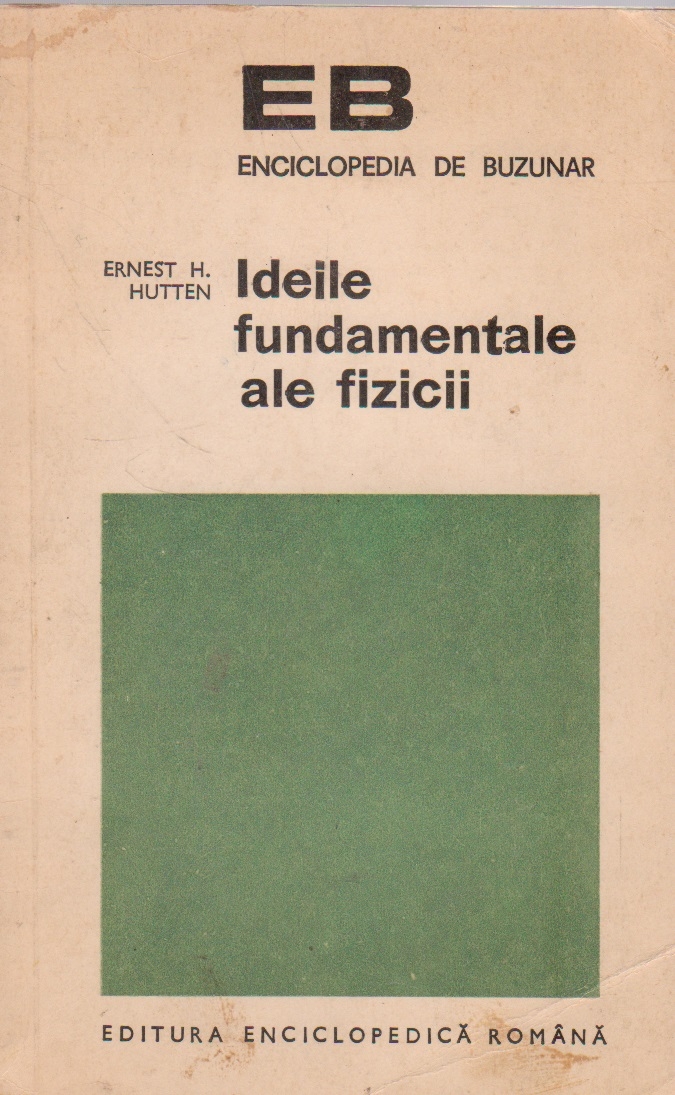 EB
ENCICLOPEDIA DE BUZUNAR
ERNEST H.
HUTTEN
Ideile
fundamentale
ale fizicii
EDITURA ENCICLOPEDICĂ ROMÂNĂ